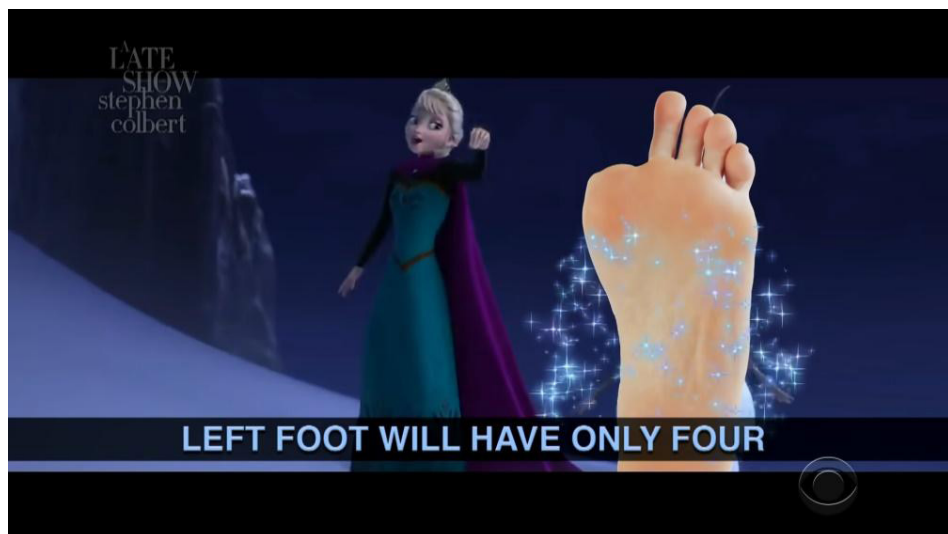 A
LATE
SHOW
stephen
colbert
LEFT FOOT WILL HAVE ONLY FOUR